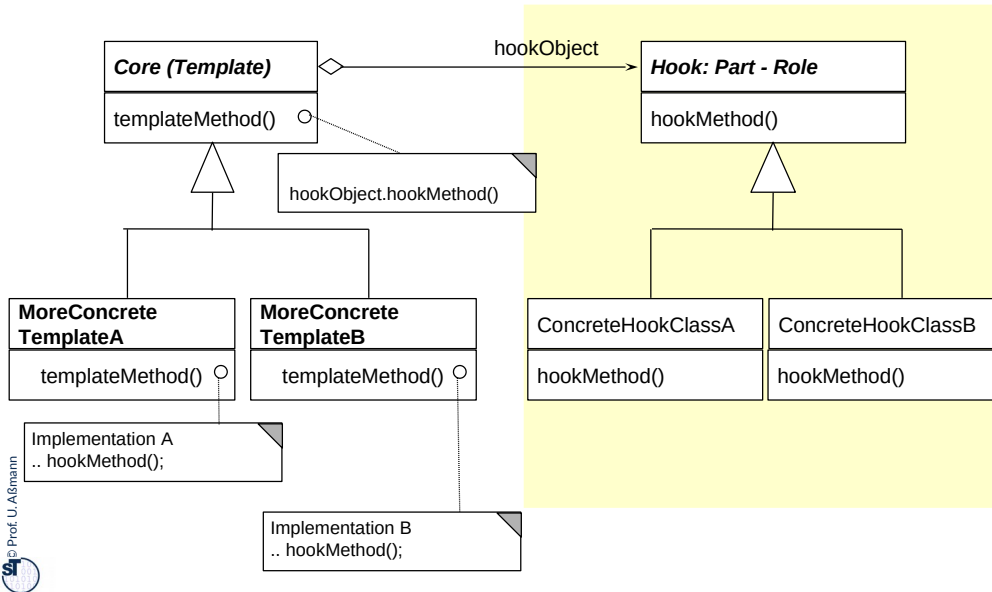 hookObject
Core (Template)
Hook: Part - Role
templateMethod()
hookMethod()
hookObject.hookMethod()
MoreConcrete
TemplateA
MoreConcrete
TemplateB
ConcreteHookClassA
ConcreteHookClassB
templateMethod()
templateMethod()
hookMethod()
hookMethod()
Implementation A
.. hookMethod();
Implementation B
.. hookMethod();
© Prof. U. Aßmann
ST